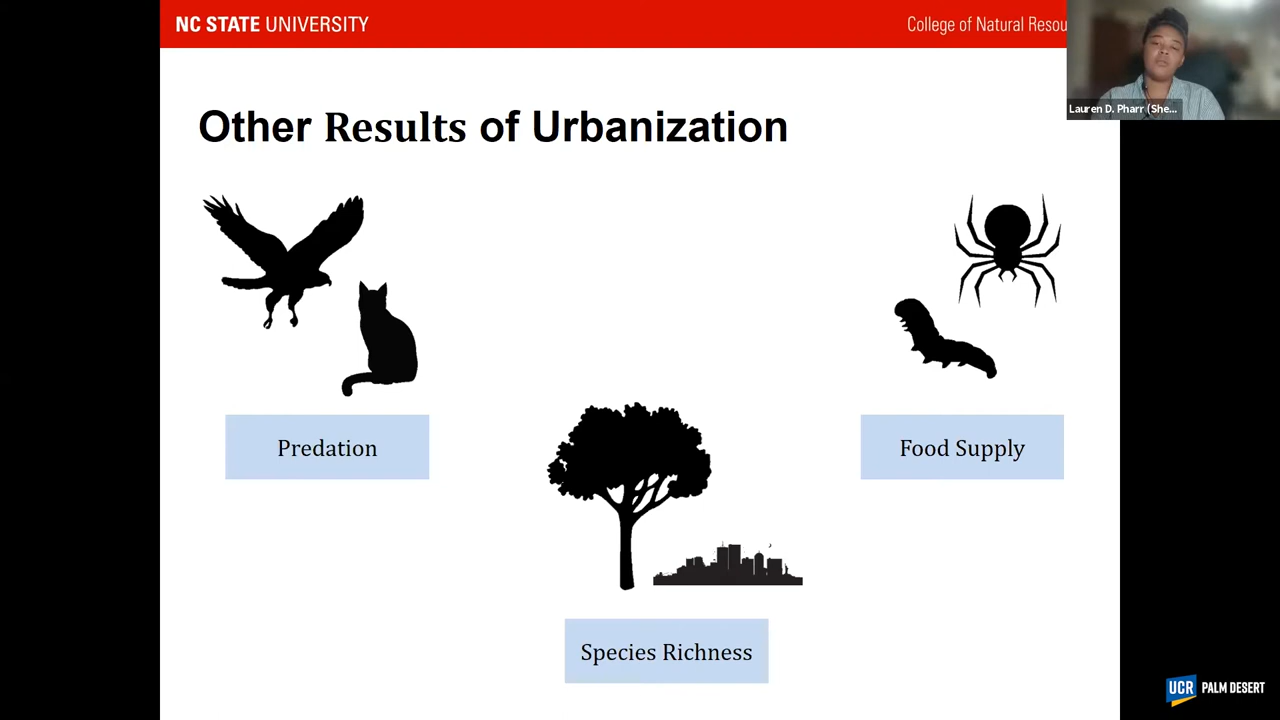 NC STATE UNIVERSITY
College of Natural Resou
Lauren D. Pharr (She...
Other Results of Urbanization
Predation
Food Supply
Species Richness
UCR PALM DESERT